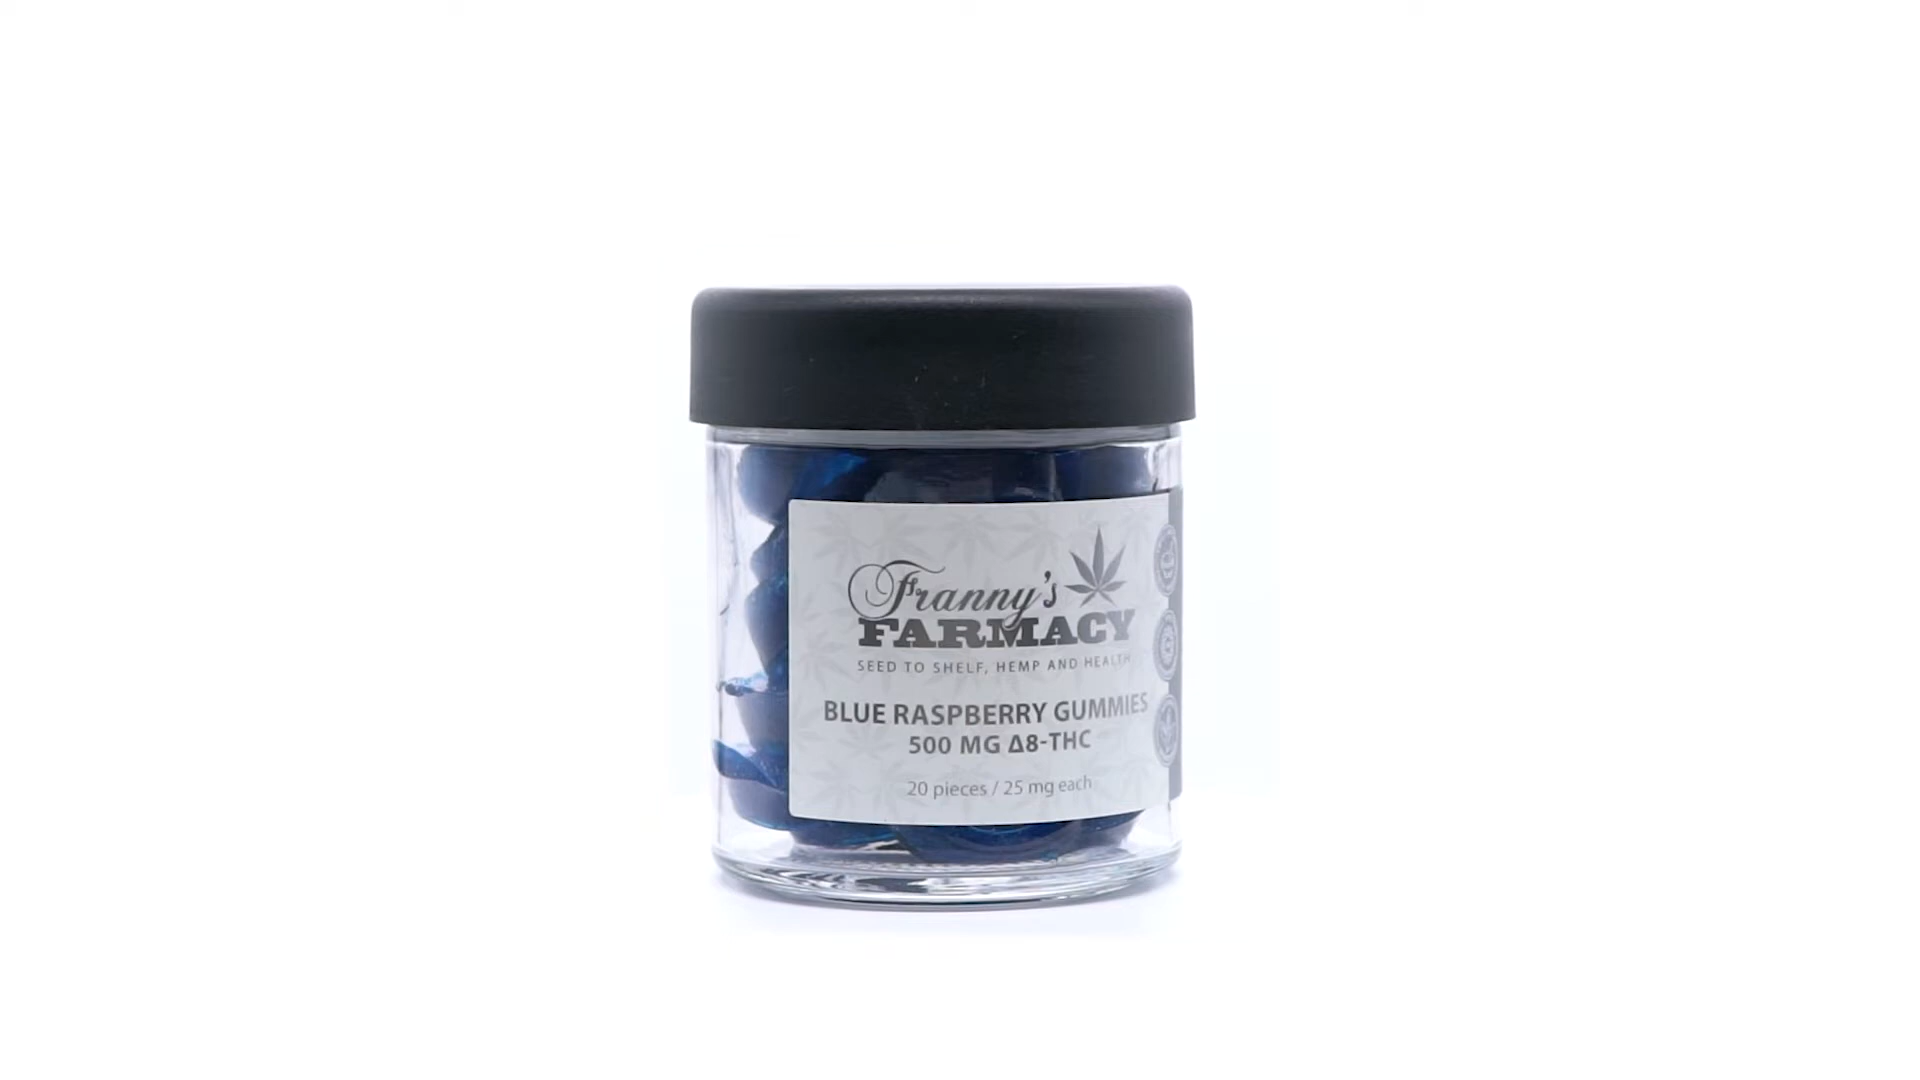 Franny's
FARMACY
SEED TO SHELF, HEMP AND HEALTH
BLUE RASPBERRY GUMMIES
500 MG Δ8-THC
20 pieces / 25 mg each